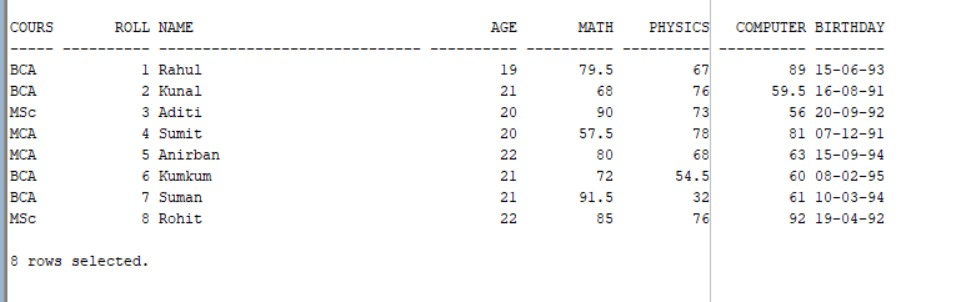 COURS ROLL NAME AGE MATH PHYSICS COMPUTER BIRTHDAY
----- ---------- ------------------------------ ---------- ---------- ---------- ---------- --------
BCA 1 Rahul 19 79.5 67 89 15-06-93
BCA 2 Kunal 21 68 76 59.5 16-08-91
MSc 3 Aditi 20 90 73 56 20-09-92
MCA 4 Sumit 20 57.5 78 81 07-12-91
MCA 5 Anirban 22 80 68 63 15-09-94
BCA 6 Kumkum 21 72 54.5 60 08-02-95
BCA 7 Suman 21 91.5 32 61 10-03-94
MSc 8 Rohit 22 85 76 92 19-04-92
8 rows selected.